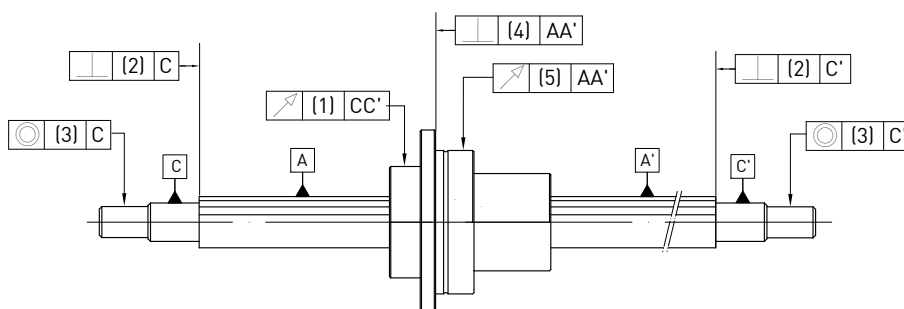 (4) AA'
(2) C
(5) AA'
(2) C'
(1) CC'
(3) C
(3) C'
C
A
A'
C'